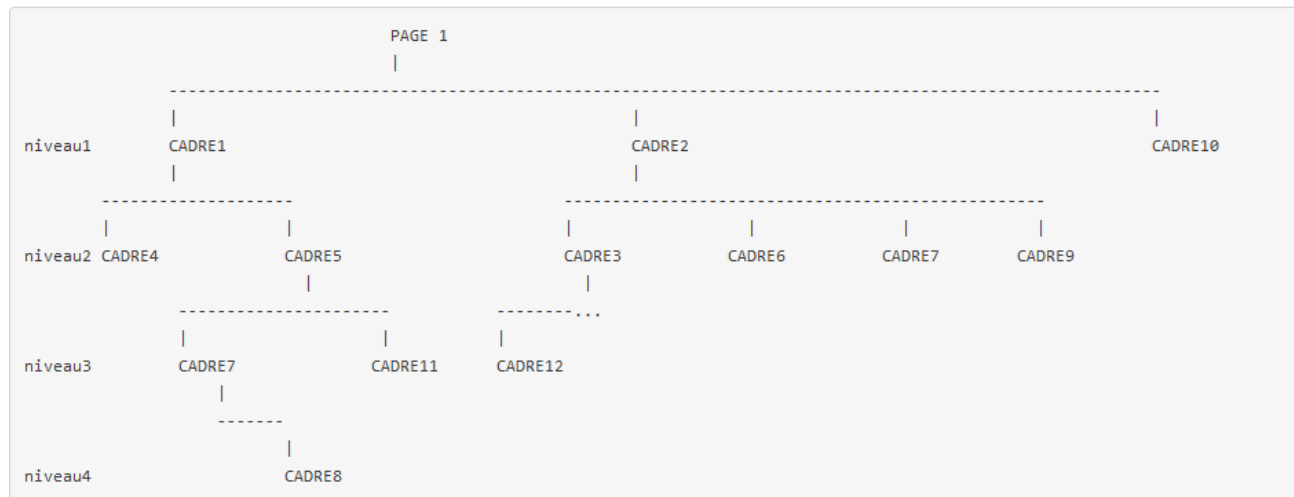 PAGE 1
|
-------------------------------------------------------------------------------------------------------
| | |
niveau1 CADRE1 CADRE2 CADRE10
| |
-------------------- --------------------------------------------------
| | | | | |
niveau2 CADRE4 CADRE5 CADRE3 CADRE6 CADRE7 CADRE9
| |
---------------------- --------...
| | |
niveau3 CADRE7 CADRE11 CADRE12
|
-------
|
niveau4 CADRE8